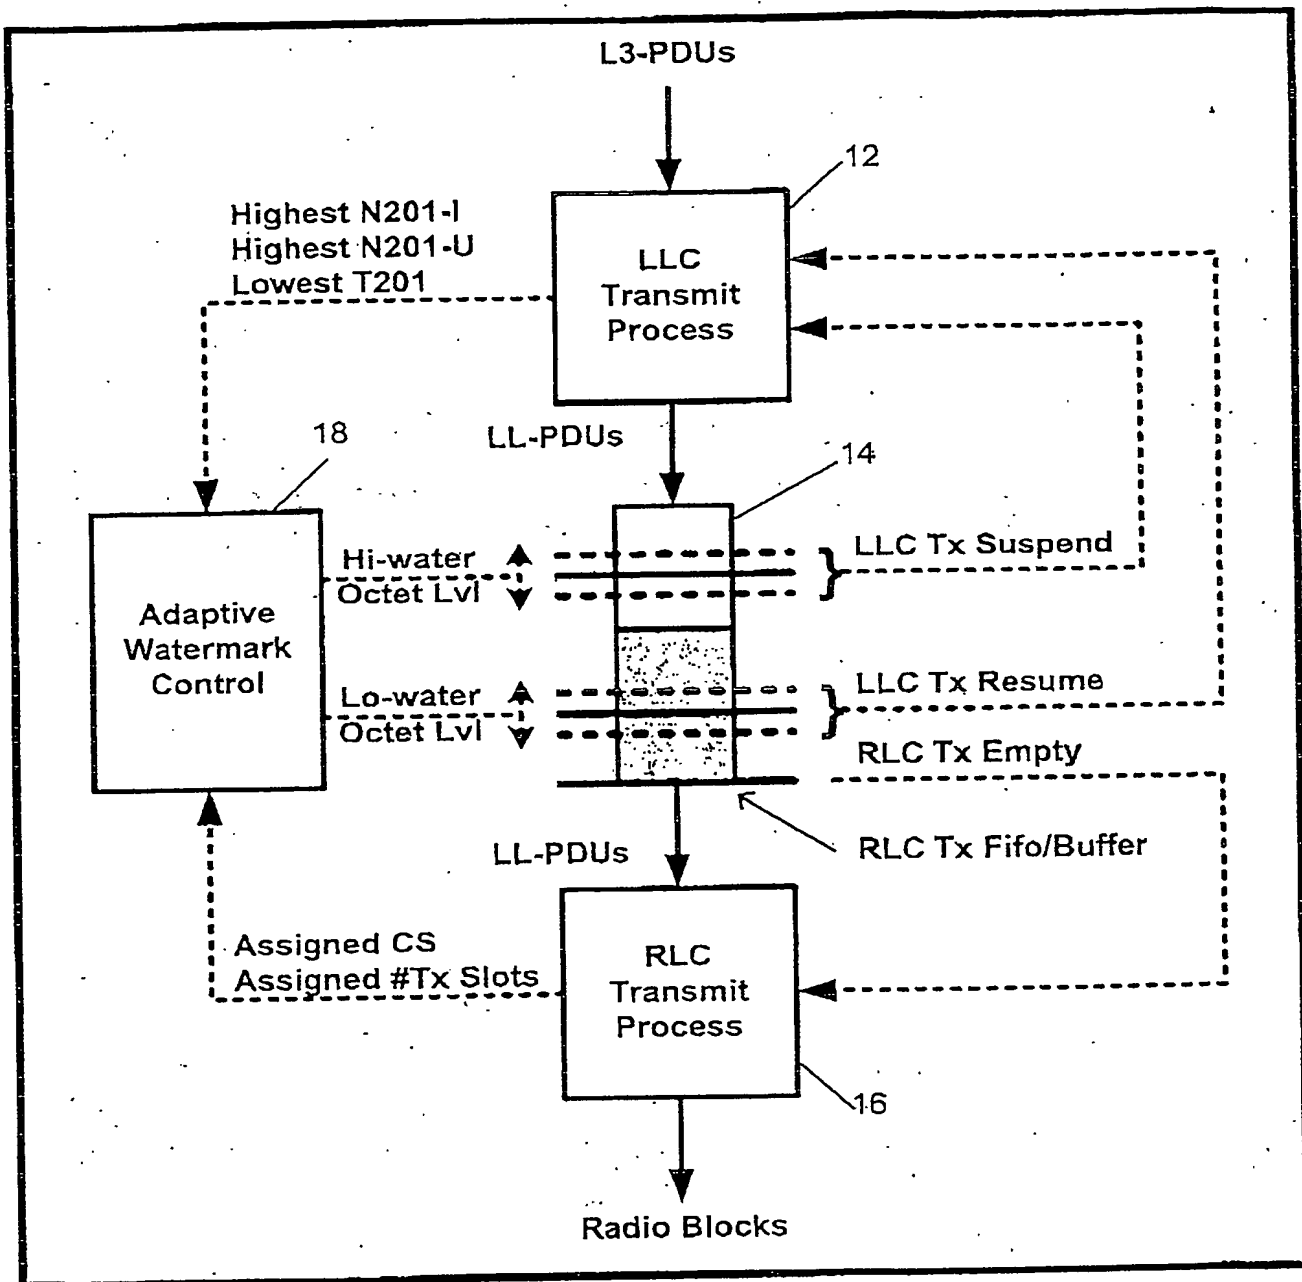 L3-PDUs
12
Highest N201-I
Highest N201-U
Lowest T201
LLC
Transmit
Process
LL-PDUs
18
14
Hi-water
Octet Lvl
LLC Tx Suspend
Adaptive
Watermark
Control
Lo-water
Octet Lvl
LLC Tx Resume
RLC Tx Empty
LL-PDUs
RLC Tx Fifo/Buffer
Assigned CS
Assigned #Tx Slots
RLC
Transmit
Process
16
Radio Blocks